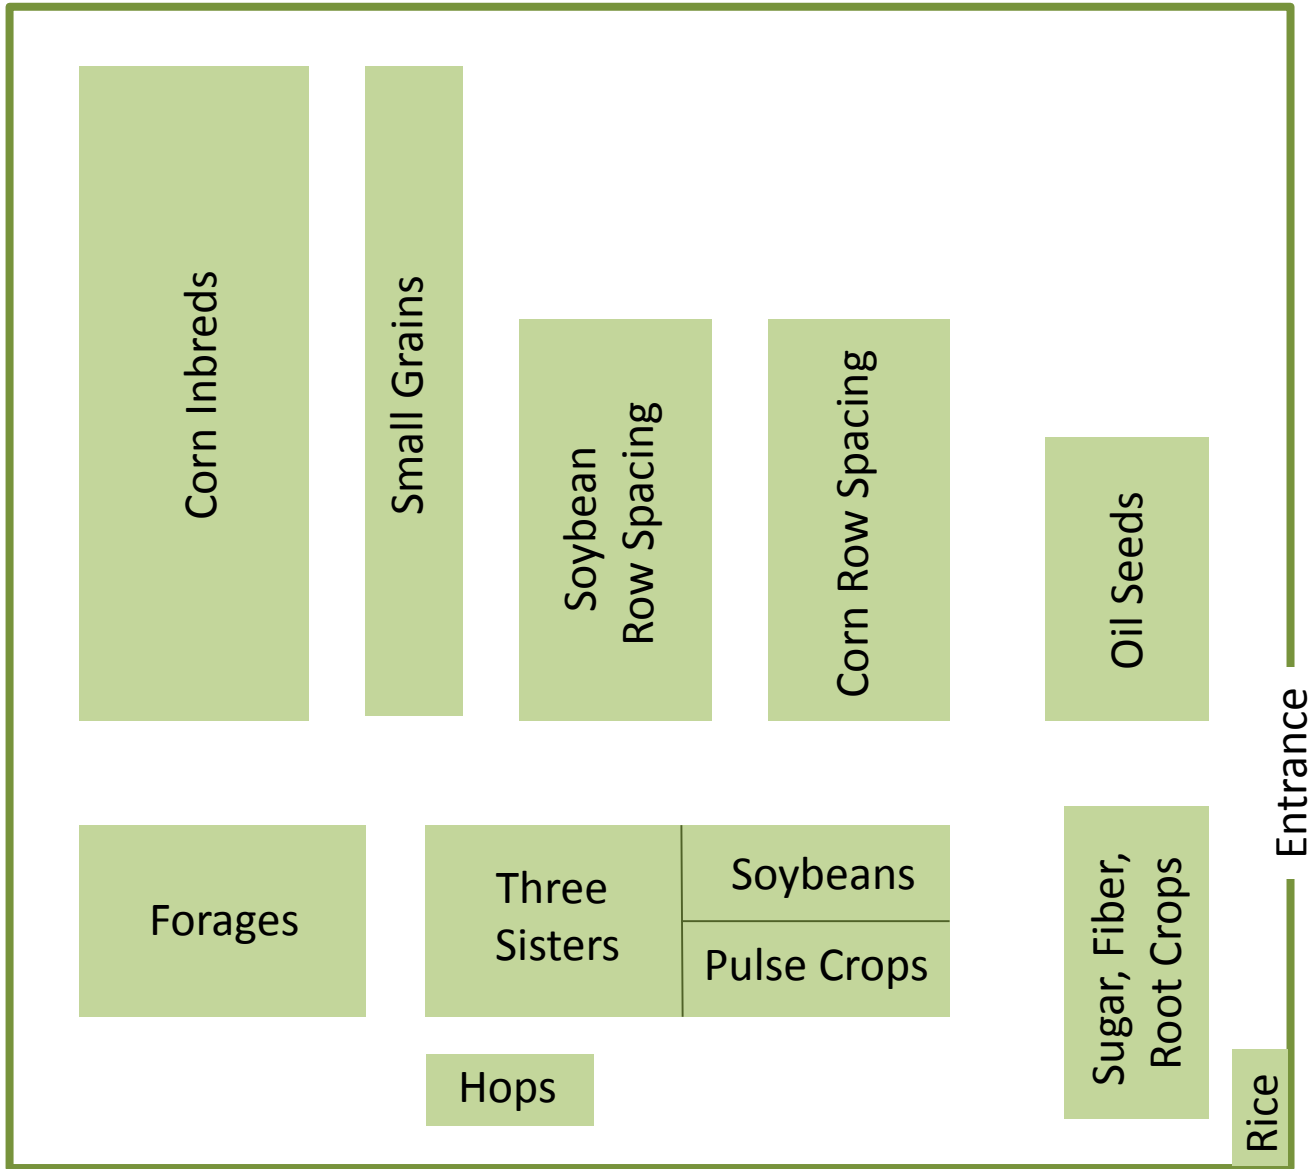 Corn Inbreds
Small Grains
Soybean
Row Spacing
Corn Row Spacing
Oil Seeds
Entrance
Forages
Three
Sisters
Soybeans
Pulse Crops
Sugar, Fiber,
Root Crops
Hops
Rice